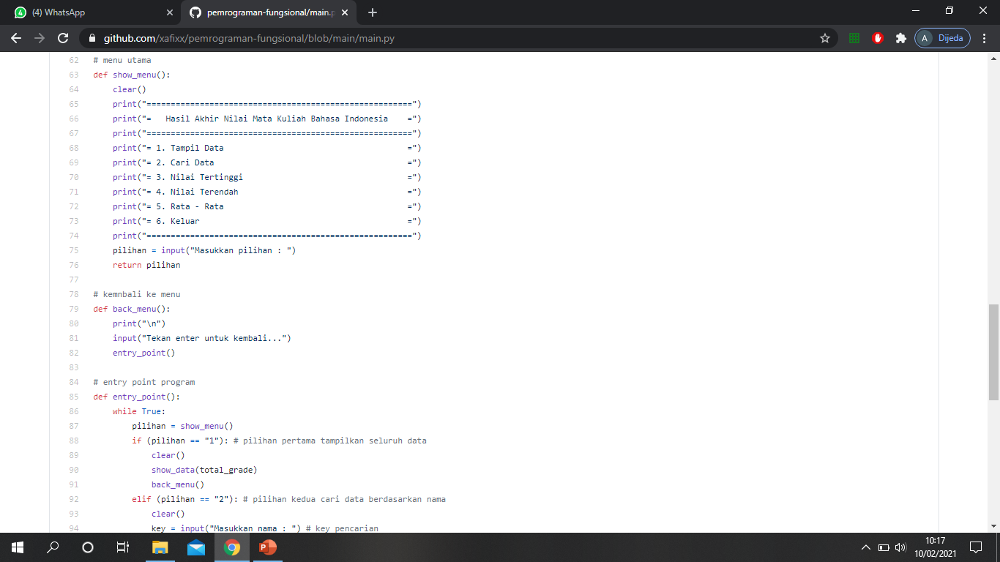 (4) WhatsApp
pemrograman-fungsional/main.p
github.com/xafixx/pemrograman-fungsional/blob/main/main.py
A Dijeda
62 # menu utama
63 def show_menu():
64     clear()
65     print("=======================================================")
66     print("=   Hasil Akhir Nilai Mata Kuliah Bahasa Indonesia    =")
67     print("=======================================================")
68     print("= 1. Tampil Data                                      =")
69     print("= 2. Cari Data                                        =")
70     print("= 3. Nilai Tertinggi                                  =")
71     print("= 4. Nilai Terendah                                   =")
72     print("= 5. Rata - Rata                                      =")
73     print("= 6. Keluar                                           =")
74     print("=======================================================")
75     pilihan = input("Masukkan pilihan : ")
76     return pilihan
77
78 # kemnbali ke menu
79 def back_menu():
80     print("\n")
81     input("Tekan enter untuk kembali...")
82     entry_point()
83
84 # entry point program
85 def entry_point():
86     while True:
87         pilihan = show_menu()
88         if (pilihan == "1"): # pilihan pertama tampilkan seluruh data
89             clear()
90             show_data(total_grade)
91             back_menu()
92         elif (pilihan == "2"): # pilihan kedua cari data berdasarkan nama
93             clear()
94             key = input("Masukkan nama : ") # key pencarian
10:17
10/02/2021